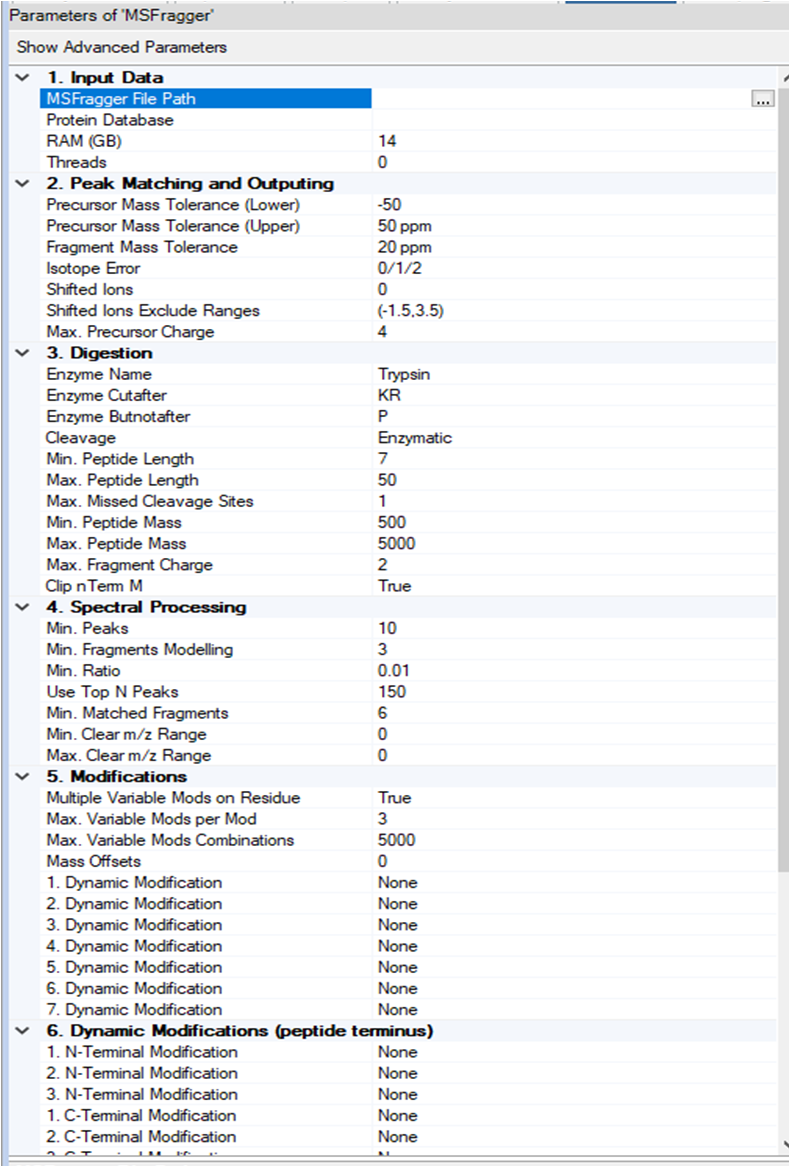 Parameters of 'MSFragger'
Show Advanced Parameters
1. Input Data
MSFragger File Path ...
Protein Database
RAM (GB) 14
Threads 0
2. Peak Matching and Outputing
Precursor Mass Tolerance (Lower) -50
Precursor Mass Tolerance (Upper) 50 ppm
Fragment Mass Tolerance 20 ppm
Isotope Error 0/1/2
Shifted Ions 0
Shifted Ions Exclude Ranges (-1.5,3.5)
Max. Precursor Charge 4
3. Digestion
Enzyme Name Trypsin
Enzyme Cutafter KR
Enzyme Butnotafter P
Cleavage Enzymatic
Min. Peptide Length 7
Max. Peptide Length 50
Max. Missed Cleavage Sites 1
Min. Peptide Mass 500
Max. Peptide Mass 5000
Max. Fragment Charge 2
Clip nTerm M True
4. Spectral Processing
Min. Peaks 10
Min. Fragments Modelling 3
Min. Ratio 0.01
Use Top N Peaks 150
Min. Matched Fragments 6
Min. Clear m/z Range 0
Max. Clear m/z Range 0
5. Modifications
Multiple Variable Mods on Residue True
Max. Variable Mods per Mod 3
Max. Variable Mods Combinations 5000
Mass Offsets 0
1. Dynamic Modification None
2. Dynamic Modification None
3. Dynamic Modification None
4. Dynamic Modification None
5. Dynamic Modification None
6. Dynamic Modification None
7. Dynamic Modification None
6. Dynamic Modifications (peptide terminus)
1. N-Terminal Modification None
2. N-Terminal Modification None
3. N-Terminal Modification None
1. C-Terminal Modification None
2. C-Terminal Modification None